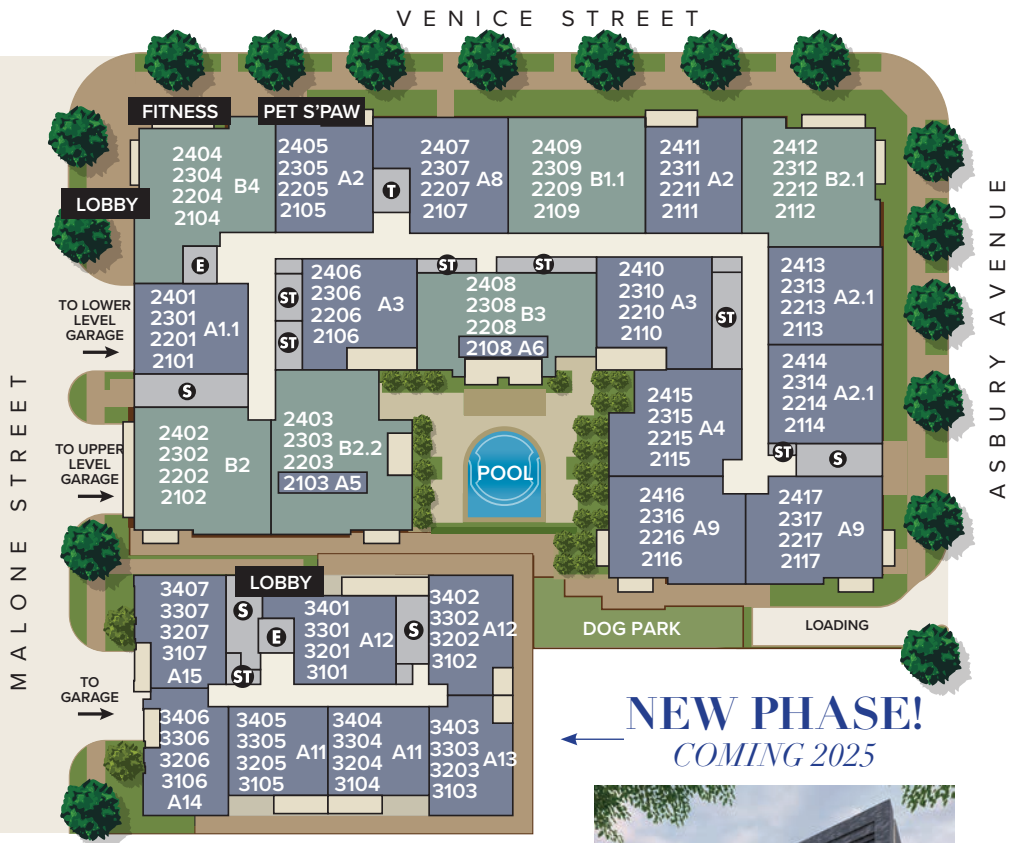 VENICE STREET
FITNESS
PET S'PAW
LOBBY
2404
2304
2204
2104
B4
2405
2305
2205
2105
A2
T
2407
2307
2207
2107
A8
2409
2309
2209
2109
B1.1
2411
2311
2211
2111
A2
2412
2312
2212
2112
B2.1
E
TO LOWER
LEVEL
GARAGE
2401
2301
2201
2101
A1.1
ST
ST
2406
2306
2206
2106
A3
ST
ST
2408
2308
2208
B3
2108 A6
2410
2310
2210
2110
A3
ST
2413
2313
2213
2113
A2.1
2414
2314
2214
2114
A2.1
S
TO UPPER
LEVEL
GARAGE
2402
2302
2202
2102
B2
2403
2303
2203
B2.2
2103 A5
POOL
2415
2315
2215
2115
A4
ST
S
2416
2316
2216
2116
A9
2417
2317
2217
2117
A9
MALONE STREET
ASBURY AVENUE
LOBBY
3407
3307
3207
3107
A15
S
ST
E
3401
3301
3201
3101
A12
S
3402
3302
3202
3102
A12
DOG PARK
LOADING
TO
GARAGE
3406
3306
3206
3106
A14
3405
3305
3205
3105
A11
3404
3304
3204
3104
A11
3403
3303
3203
3103
A13
NEW PHASE!
COMING 2025